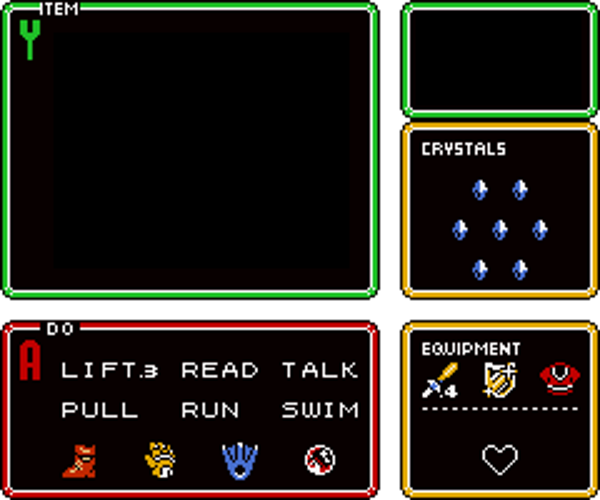 ITEM
Y
CRYSTALS
DO
A
LIFT.3 READ TALK
PULL RUN SWIM
EQUIPMENT
.4